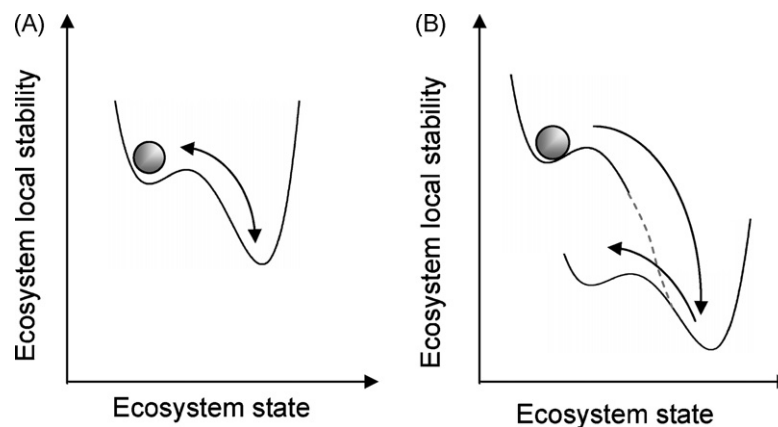 (A)
Ecosystem local stability
Ecosystem state
(B)
Ecosystem local stability
Ecosystem state